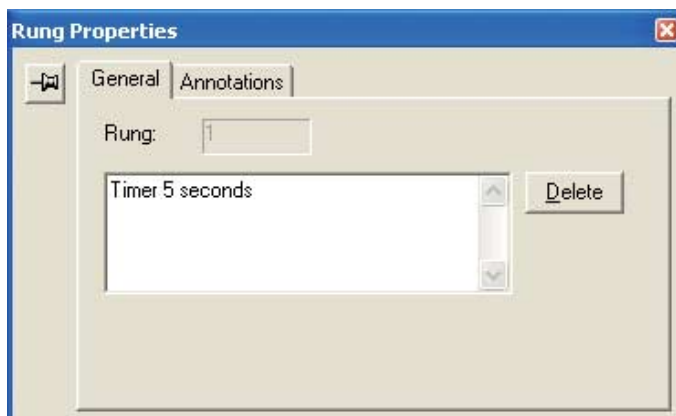 Rung Properties
General Annotations
Rung: 1
Timer 5 seconds
Delete